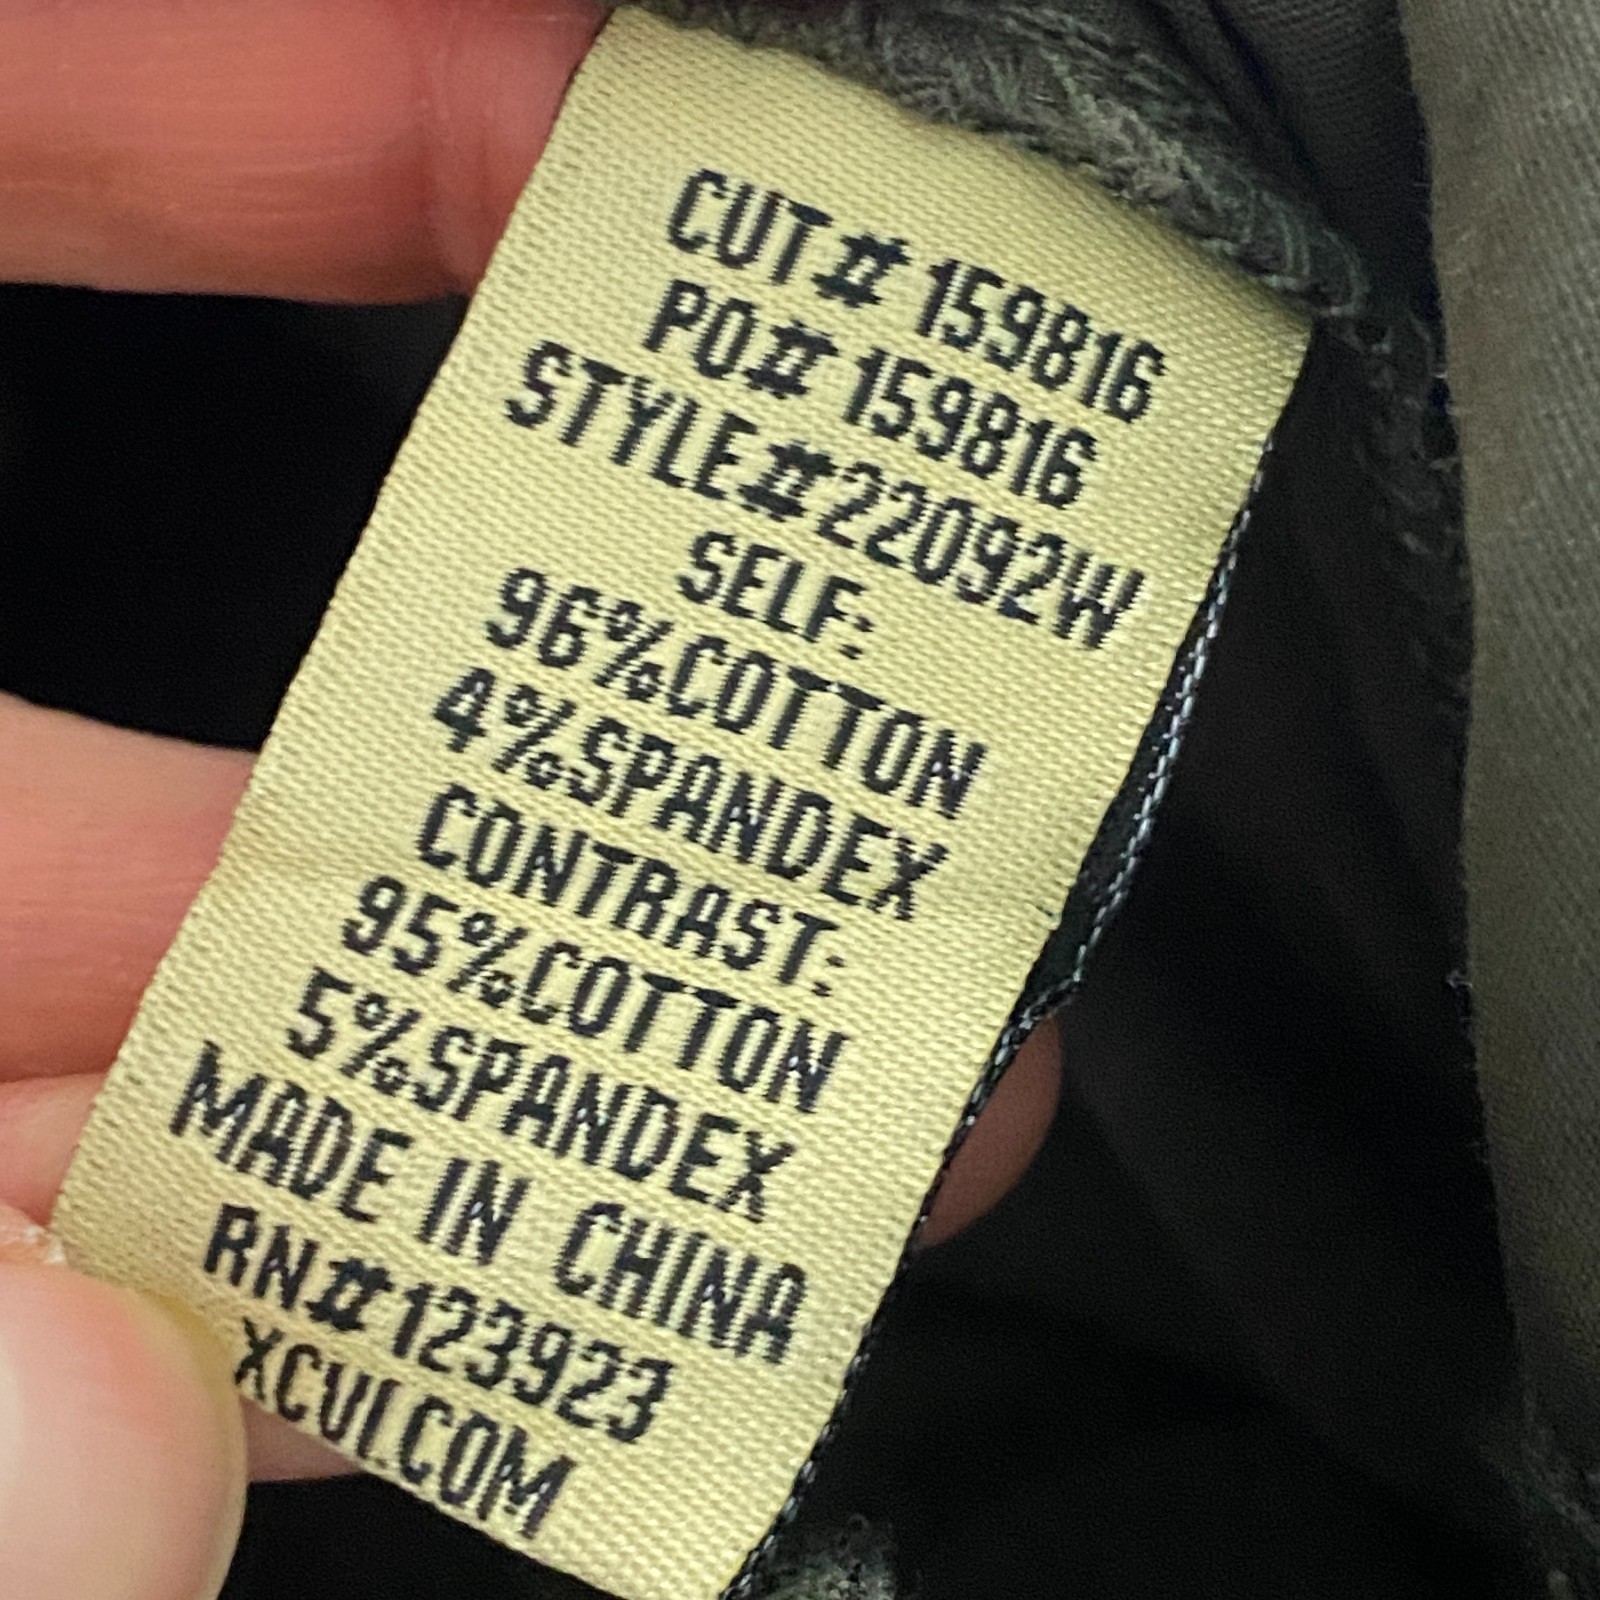 CUT# 159816
PO# 159816
STYLE#22092W
SELF:
96%COTTON
4%SPANDEX
CONTRAST:
95%COTTON
5%SPANDEX
MADE IN CHINA
RN#123923
XCVI.COM